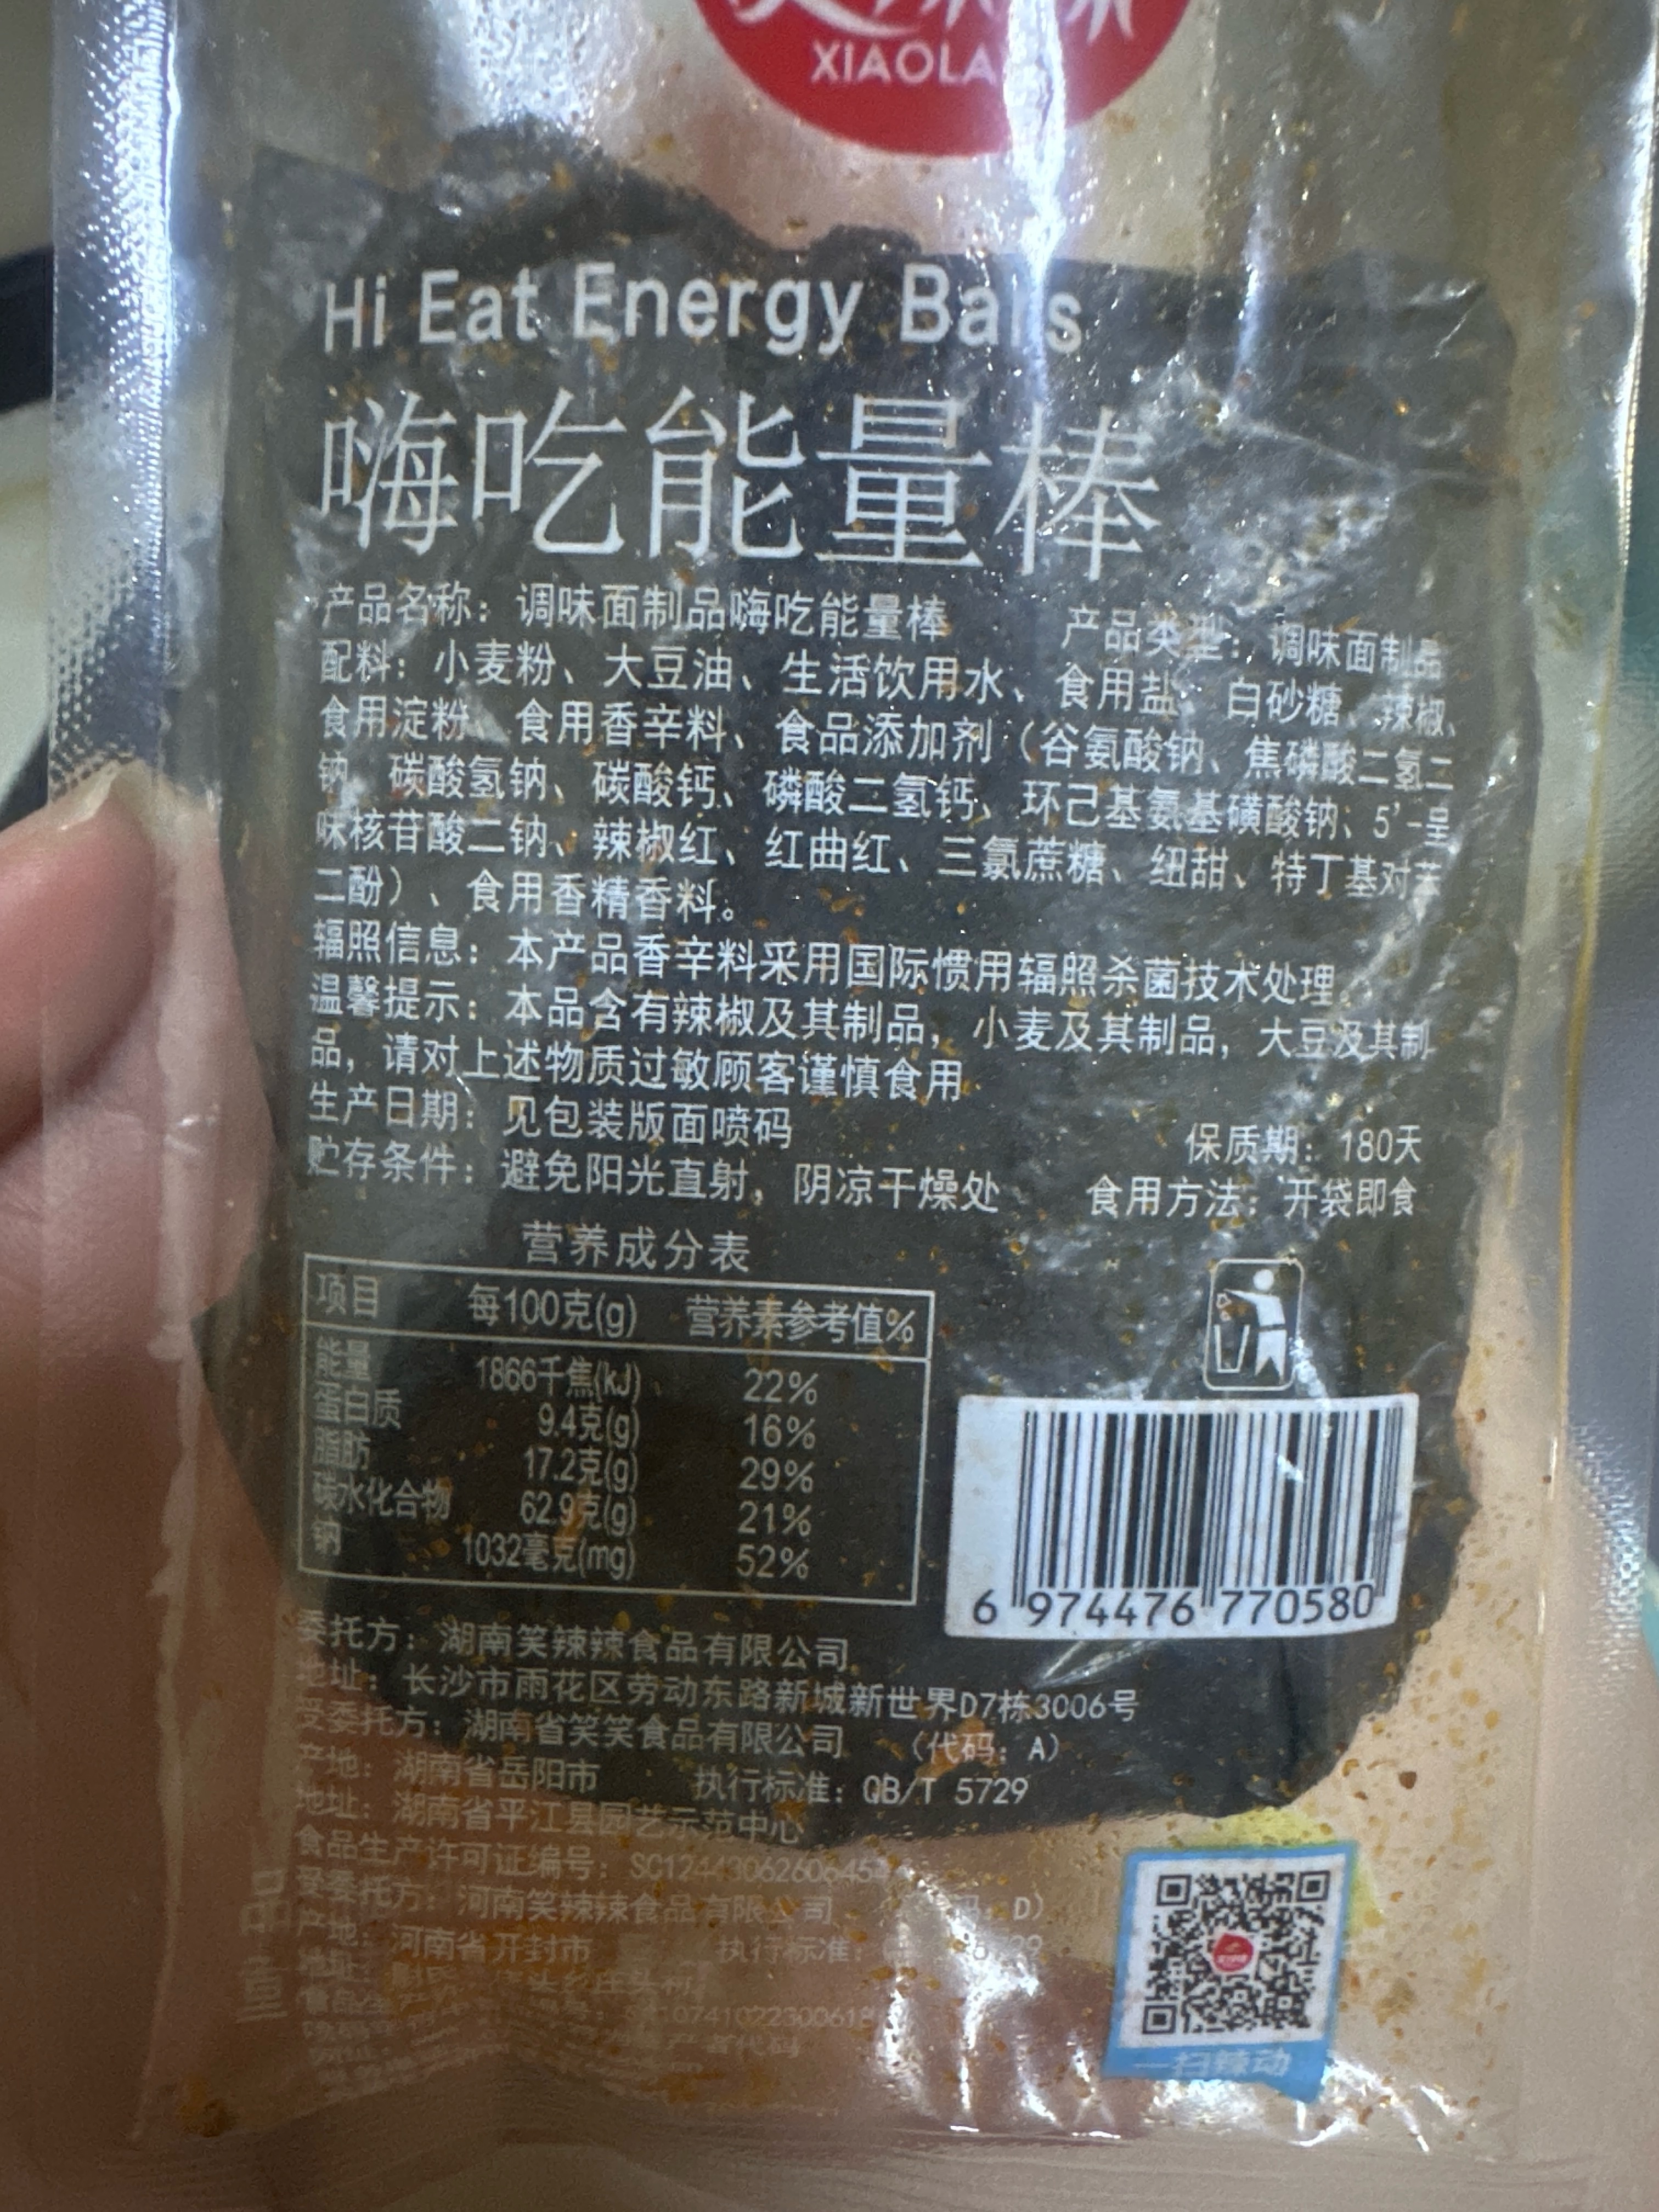 XIAOLA
Hi Eat Energy Bars
嗨吃能量棒
产品名称：调味面制品嗨吃能量棒 产品类型：调味面制品
配料：小麦粉、大豆油、生活饮用水、食用盐、白砂糖、辣椒、
食用淀粉、食用香辛料、食品添加剂（谷氨酸钠、焦磷酸二氢二
钠、碳酸氢钠、碳酸钙、磷酸二氢钙、环己基氨基磺酸钠、5’-呈
味核苷酸二钠、辣椒红、红曲红、三氯蔗糖、纽甜、特丁基对苯
二酚）、食用香精香料。
辐照信息：本产品香辛料采用国际惯用辐照杀菌技术处理。
温馨提示：本品含有辣椒及其制品，小麦及其制品，大豆及其制
品，请对上述物质过敏顾客谨慎食用
生产日期：见包装版面喷码 保质期：180天
贮存条件：避免阳光直射，阴凉干燥处 食用方法：开袋即食
营养成分表
项目 每100克(g) 营养素参考值%
能量 1866千焦(kJ) 22%
蛋白质 9.4克(g) 16%
脂肪 17.2克(g) 29%
碳水化合物 62.9克(g) 21%
钠 1032毫克(mg) 52%
6 974476 770580
委托方：湖南笑辣辣食品有限公司
地址：长沙市雨花区劳动东路新城新世界D7栋3006号
受委托方：湖南省笑笑食品有限公司 （代码：A）
产地：湖南省岳阳市 执行标准：QB/T 5729
地址：湖南省平江县园艺示范中心
食品生产许可证编号：
受委托方：河南笑辣辣食品有限公司 D）
产地：河南省开封市 执行标准：
地址：
产者代码
一扫辣动